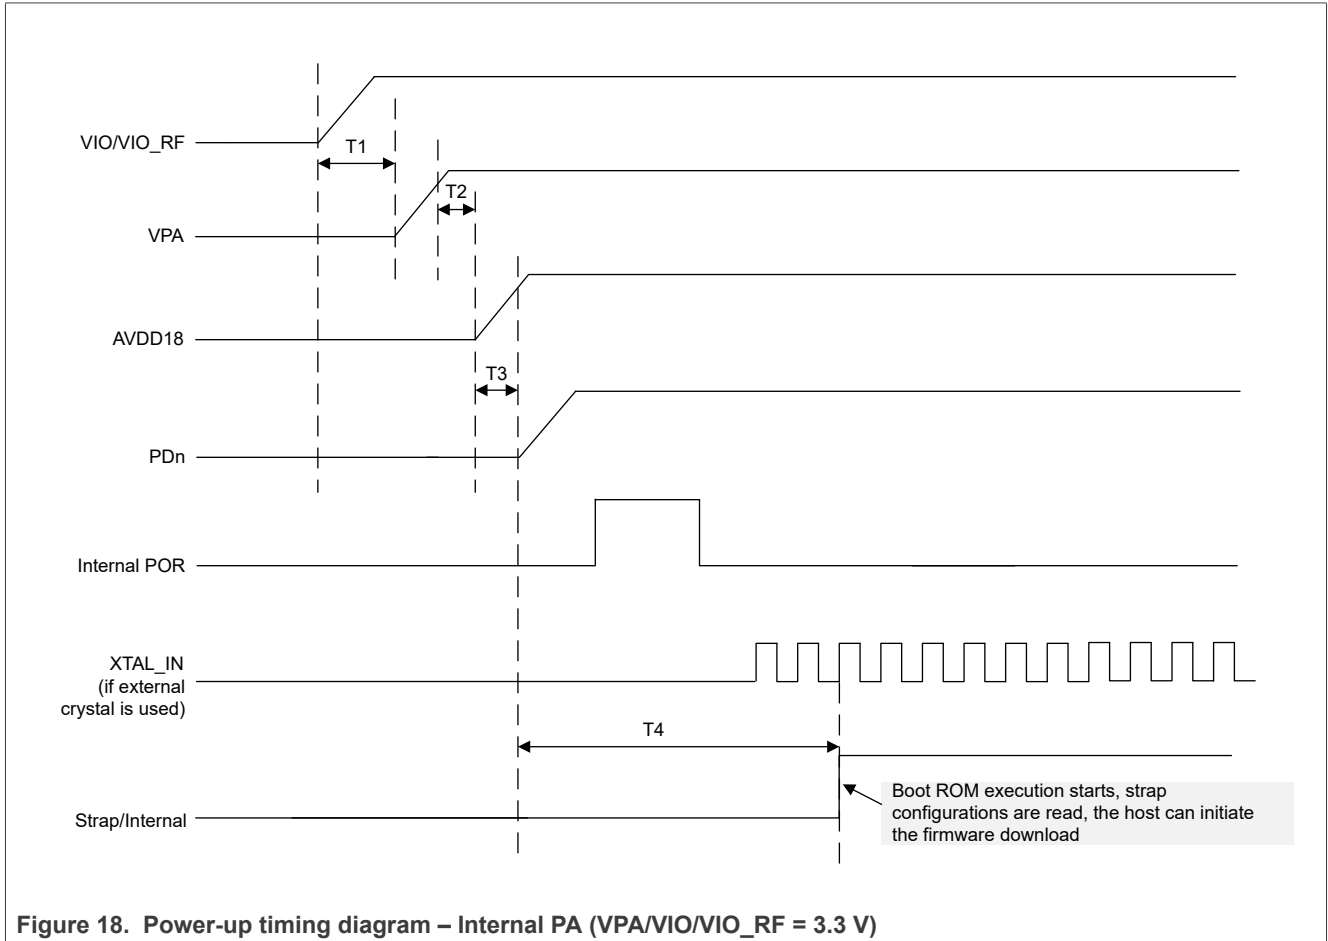 VIO/VIO_RF
T1
T2
VPA
AVDD18
T3
PDn
Internal POR
XTAL_IN
(if external
crystal is used)
T4
Boot ROM execution starts, strap
configurations are read, the host can initiate
the firmware download
Strap/Internal
Figure 18. Power-up timing diagram – Internal PA (VPA/VIO/VIO_RF = 3.3 V)